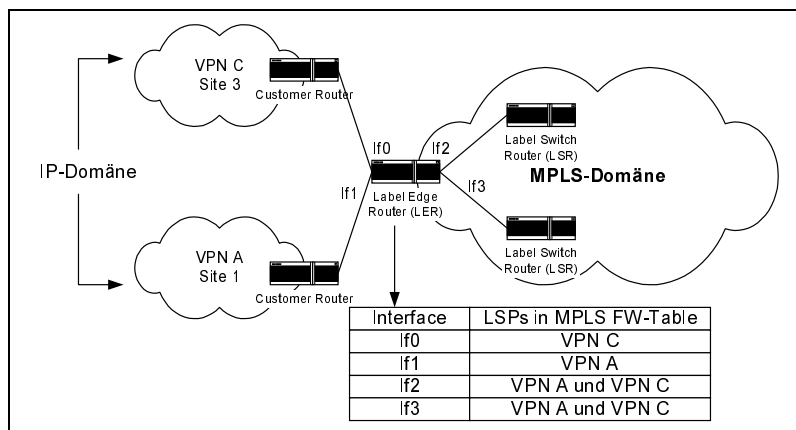 VPN C
Site 3
Customer Router
IP-Domäne
VPN A
Site 1
Customer Router
If0
If1
If2
If3
Label Edge
Router (LER)
Label Switch
Router (LSR)
MPLS-Domäne
Label Switch
Router (LSR)
Interface LSPs in MPLS FW-Table
If0 VPN C
If1 VPN A
If2 VPN A und VPN C
If3 VPN A und VPN C